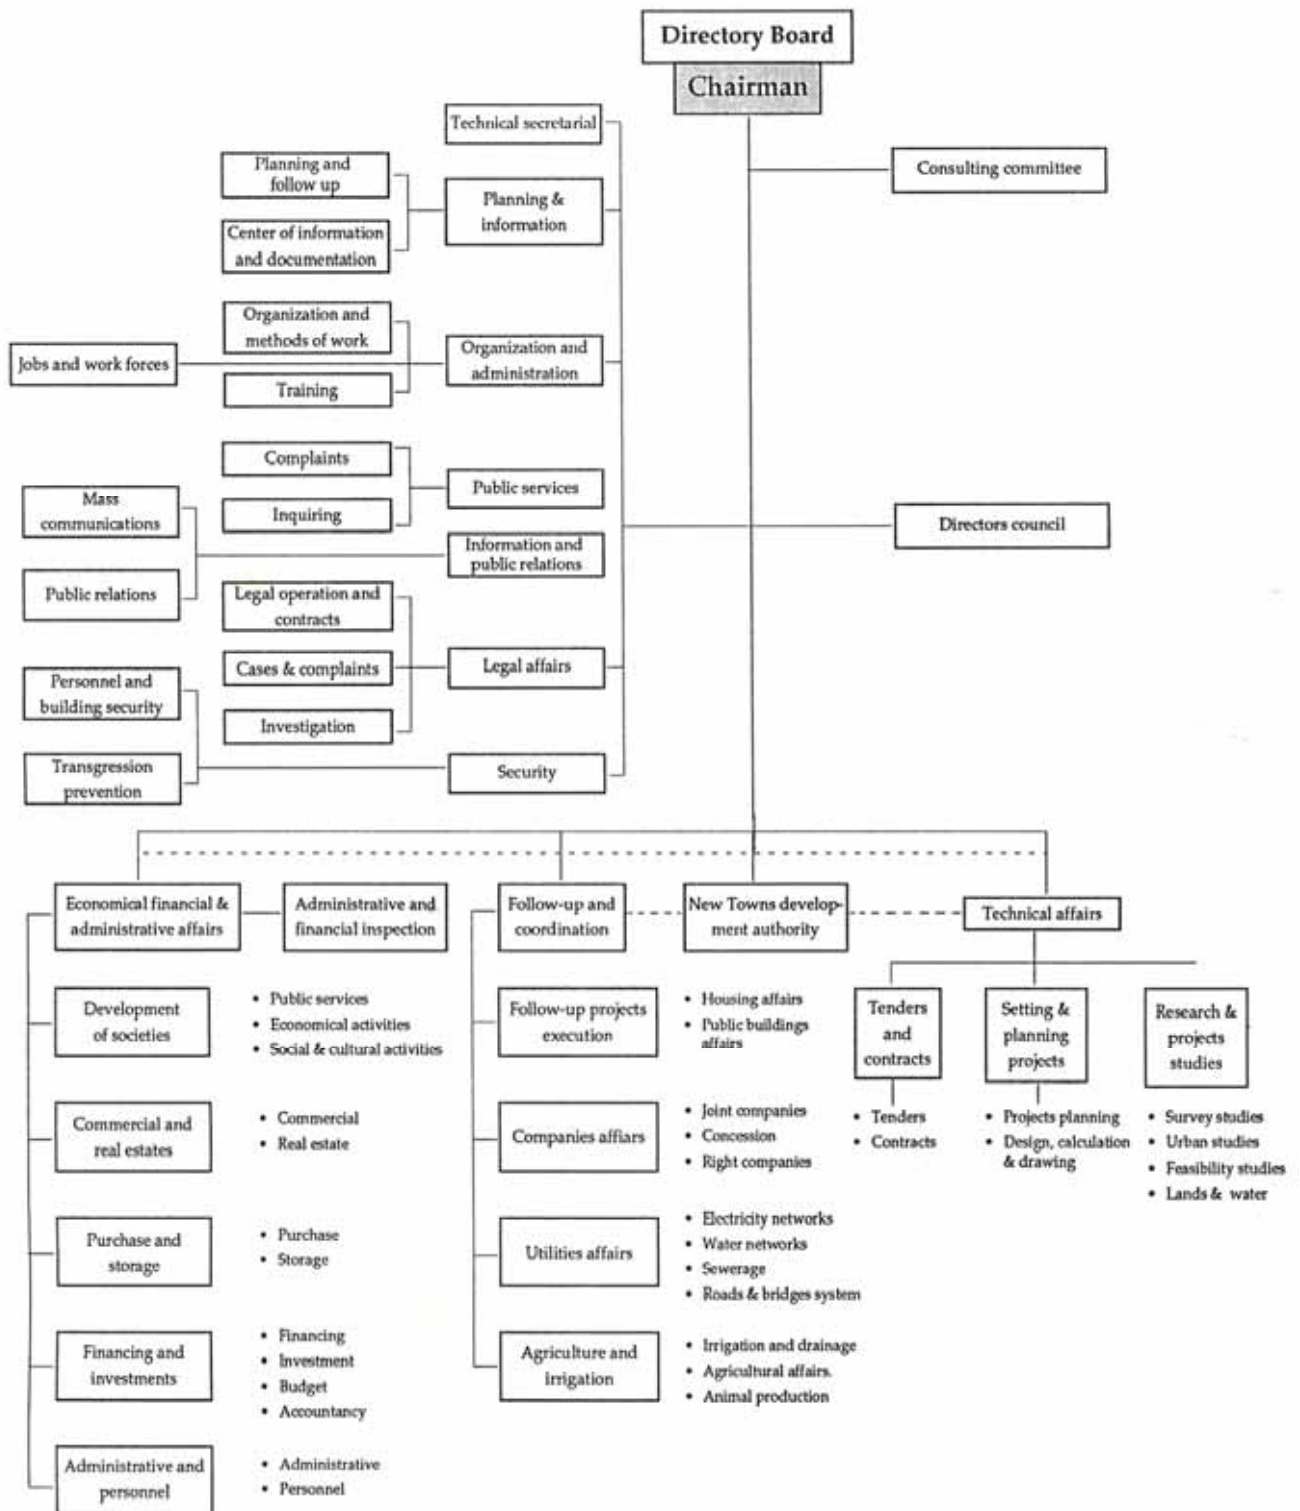 Directory Board
Chairman
Technical secretarial
Consulting committee
Planning and
follow up
Planning &
information
Center of information
and documentation
Organization and
methods of work
Jobs and work forces
Organization and
administration
Training
Complaints
Public services
Inquiring
Mass
communications
Directors council
Information and
public relations
Public relations
Legal operation and
contracts
Cases & complaints
Legal affairs
Personnel and
building security
Investigation
Transgression
prevention
Security
Economical financial &
administrative affairs
Administrative and
financial inspection
Follow-up and
coordination
New Towns develop-
ment authority
Technical affairs
Development
of societies
• Public services
• Economical activities
• Social & cultural activities
Commercial and
real estates
• Commercial
• Real estate
Purchase and
storage
• Purchase
• Storage
Financing and
investments
• Financing
• Investment
• Budget
• Accountancy
Administrative and
personnel
• Administrative
• Personnel
Follow-up projects
execution
• Housing affairs
• Public buildings
affairs
Companies affiars
• Joint companies
• Concession
• Right companies
Utilities affairs
• Electricity networks
• Water networks
• Sewerage
• Roads & bridges system
Agriculture and
irrigation
• Irrigation and drainage
• Agricultural affairs.
• Animal production
Tenders
and
contracts
• Tenders
• Contracts
Setting &
planning
projects
• Projects planning
• Design, calculation
& drawing
Research &
projects
studies
• Survey studies
• Urban studies
• Feasibility studies
• Lands & water